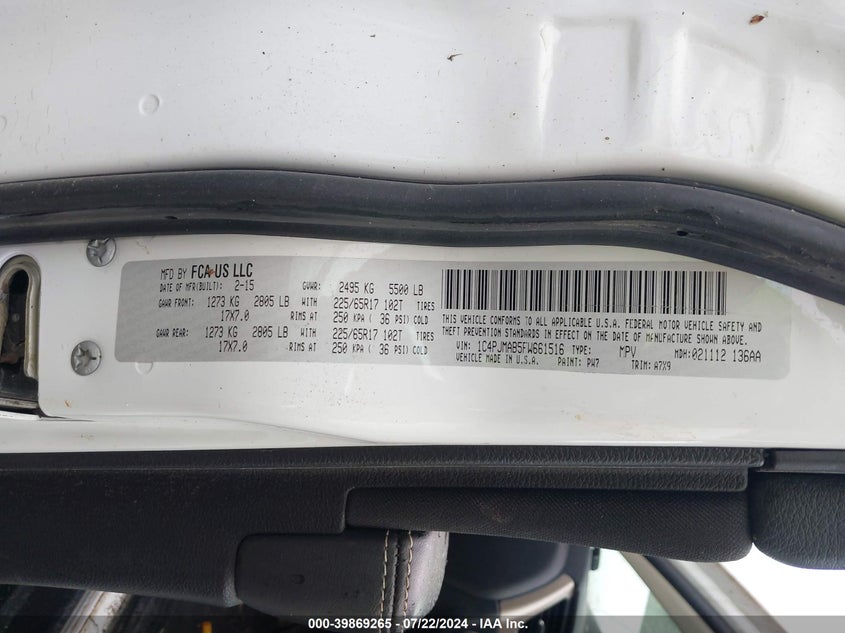 MFD BY FCA US LLC
DATE OF MFR(BUILT): 2-15 GVWR: 2495 KG 5500 LB
GAWR FRONT: 1273 KG 2805 LB WITH 225/65R17 102T TIRES
17X7.0 RIMS AT 250 KPA ( 36 PSI) COLD
GAWR REAR: 1273 KG 2805 LB WITH 225/65R17 102T TIRES
17X7.0 RIMS AT 250 KPA ( 36 PSI) COLD
THIS VEHICLE CONFORMS TO ALL APPLICABLE U.S.A. FEDERAL MOTOR VEHICLE SAFETY AND
THEFT PREVENTION STANDARDS IN EFFECT ON THE DATE OF MANUFACTURE SHOWN ABOVE.
VIN: 1C4PJMAB5FW661516 TYPE: MPV MDH:021112 136AA
VEHICLE MADE IN U.S.A. PAINT: PW7 TRIM: A7X9
000-39869265 - 07/22/2024 - IAA Inc.